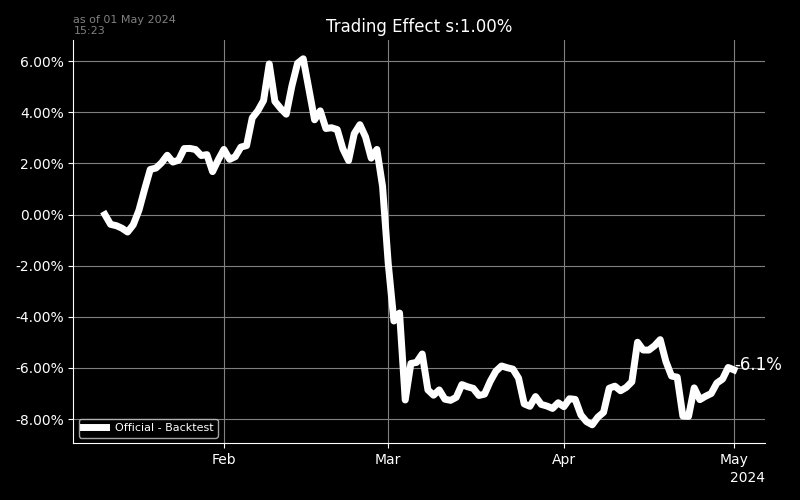 as of 01 May 2024
15:23
Trading Effect s:1.00%
6.00%
4.00%
2.00%
0.00%
-2.00%
-4.00%
-6.00%
-8.00%
-6.1%
Official - Backtest
Feb
Mar
Apr
May
2024